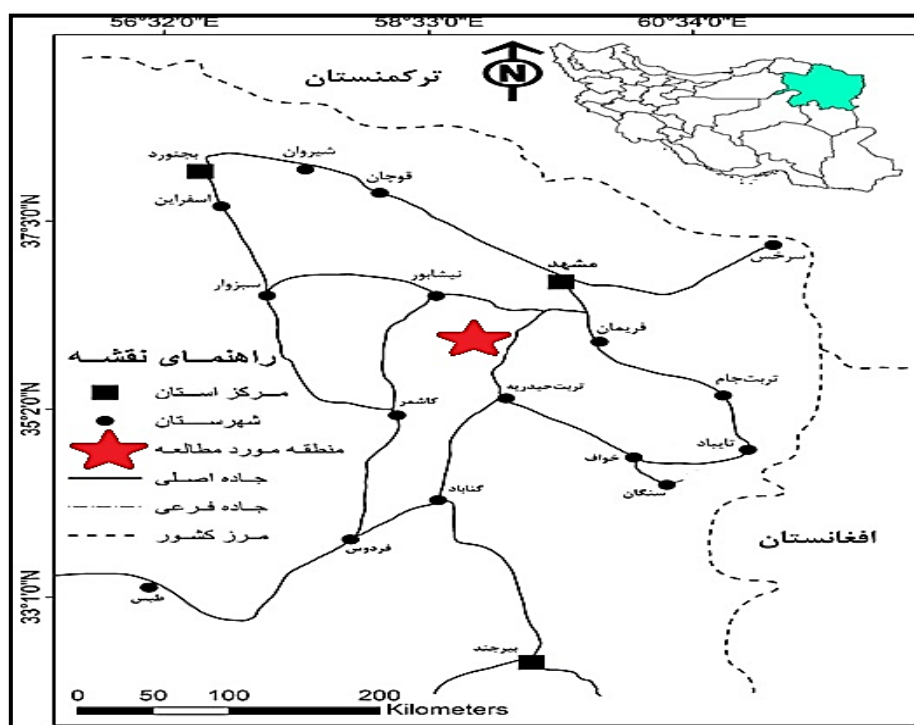 56°32'0"E 58°33'0"E 60°34'0"E
37°3'0"N
35°2'0"N
33°1'0"N
N
ترکمنستان
بجنورد
شیروان
قوچان
اسفراین
سرخس
مشهد
نیشابور
سبزوار
فریمان
تربت‌حیدریه
تربت‌جام
کاشمر
تایباد
خواف
سنگان
گناباد
فردوس
افغانستان
طبس
بیرجند
راهنمای نقشه
مرکز استان
شهرستان
منطقه مورد مطالعه
جاده اصلی
جاده فرعی
مرز کشور
0 50 100 200
Kilometers